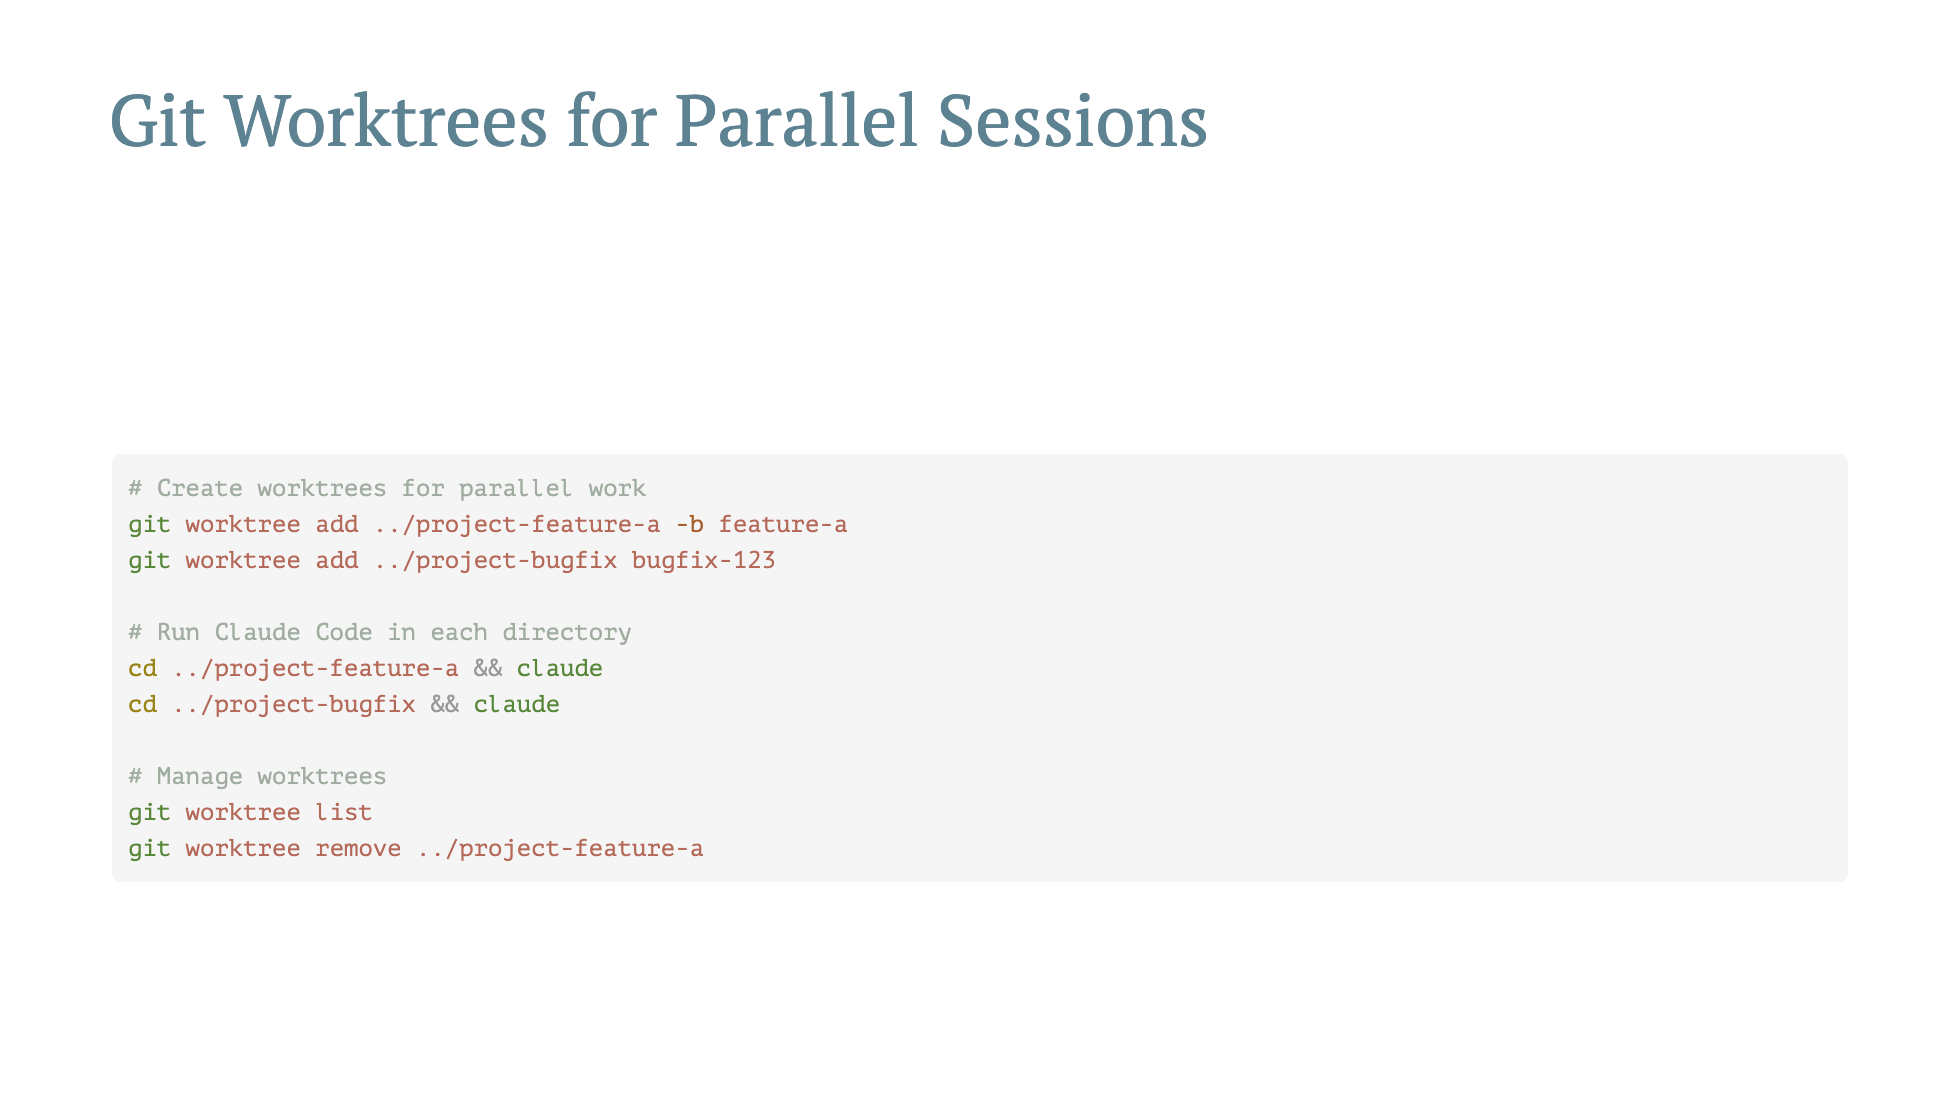 Git Worktrees for Parallel Sessions
# Create worktrees for parallel work
git worktree add ../project-feature-a -b feature-a
git worktree add ../project-bugfix bugfix-123
# Run Claude Code in each directory
cd ../project-feature-a && claude
cd ../project-bugfix && claude
# Manage worktrees
git worktree list
git worktree remove ../project-feature-a